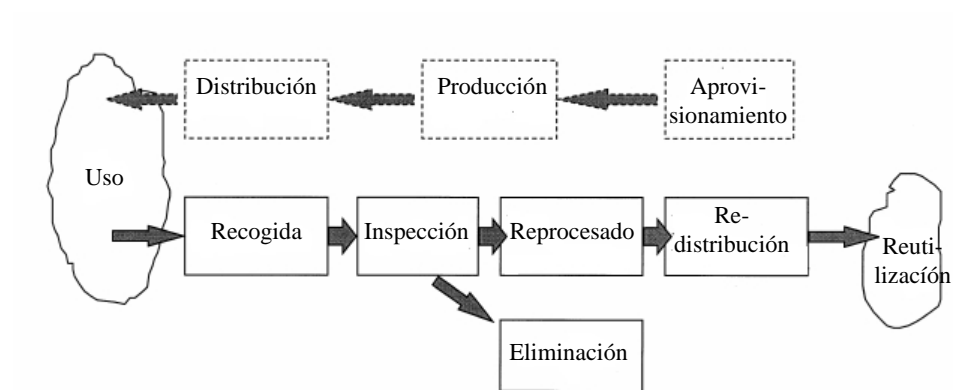 Distribución
Producción
Aprovi-
sionamiento
Uso
Recogida
Inspección
Reprocesado
Re-
distribución
Reuti-
lizacíón
Eliminación